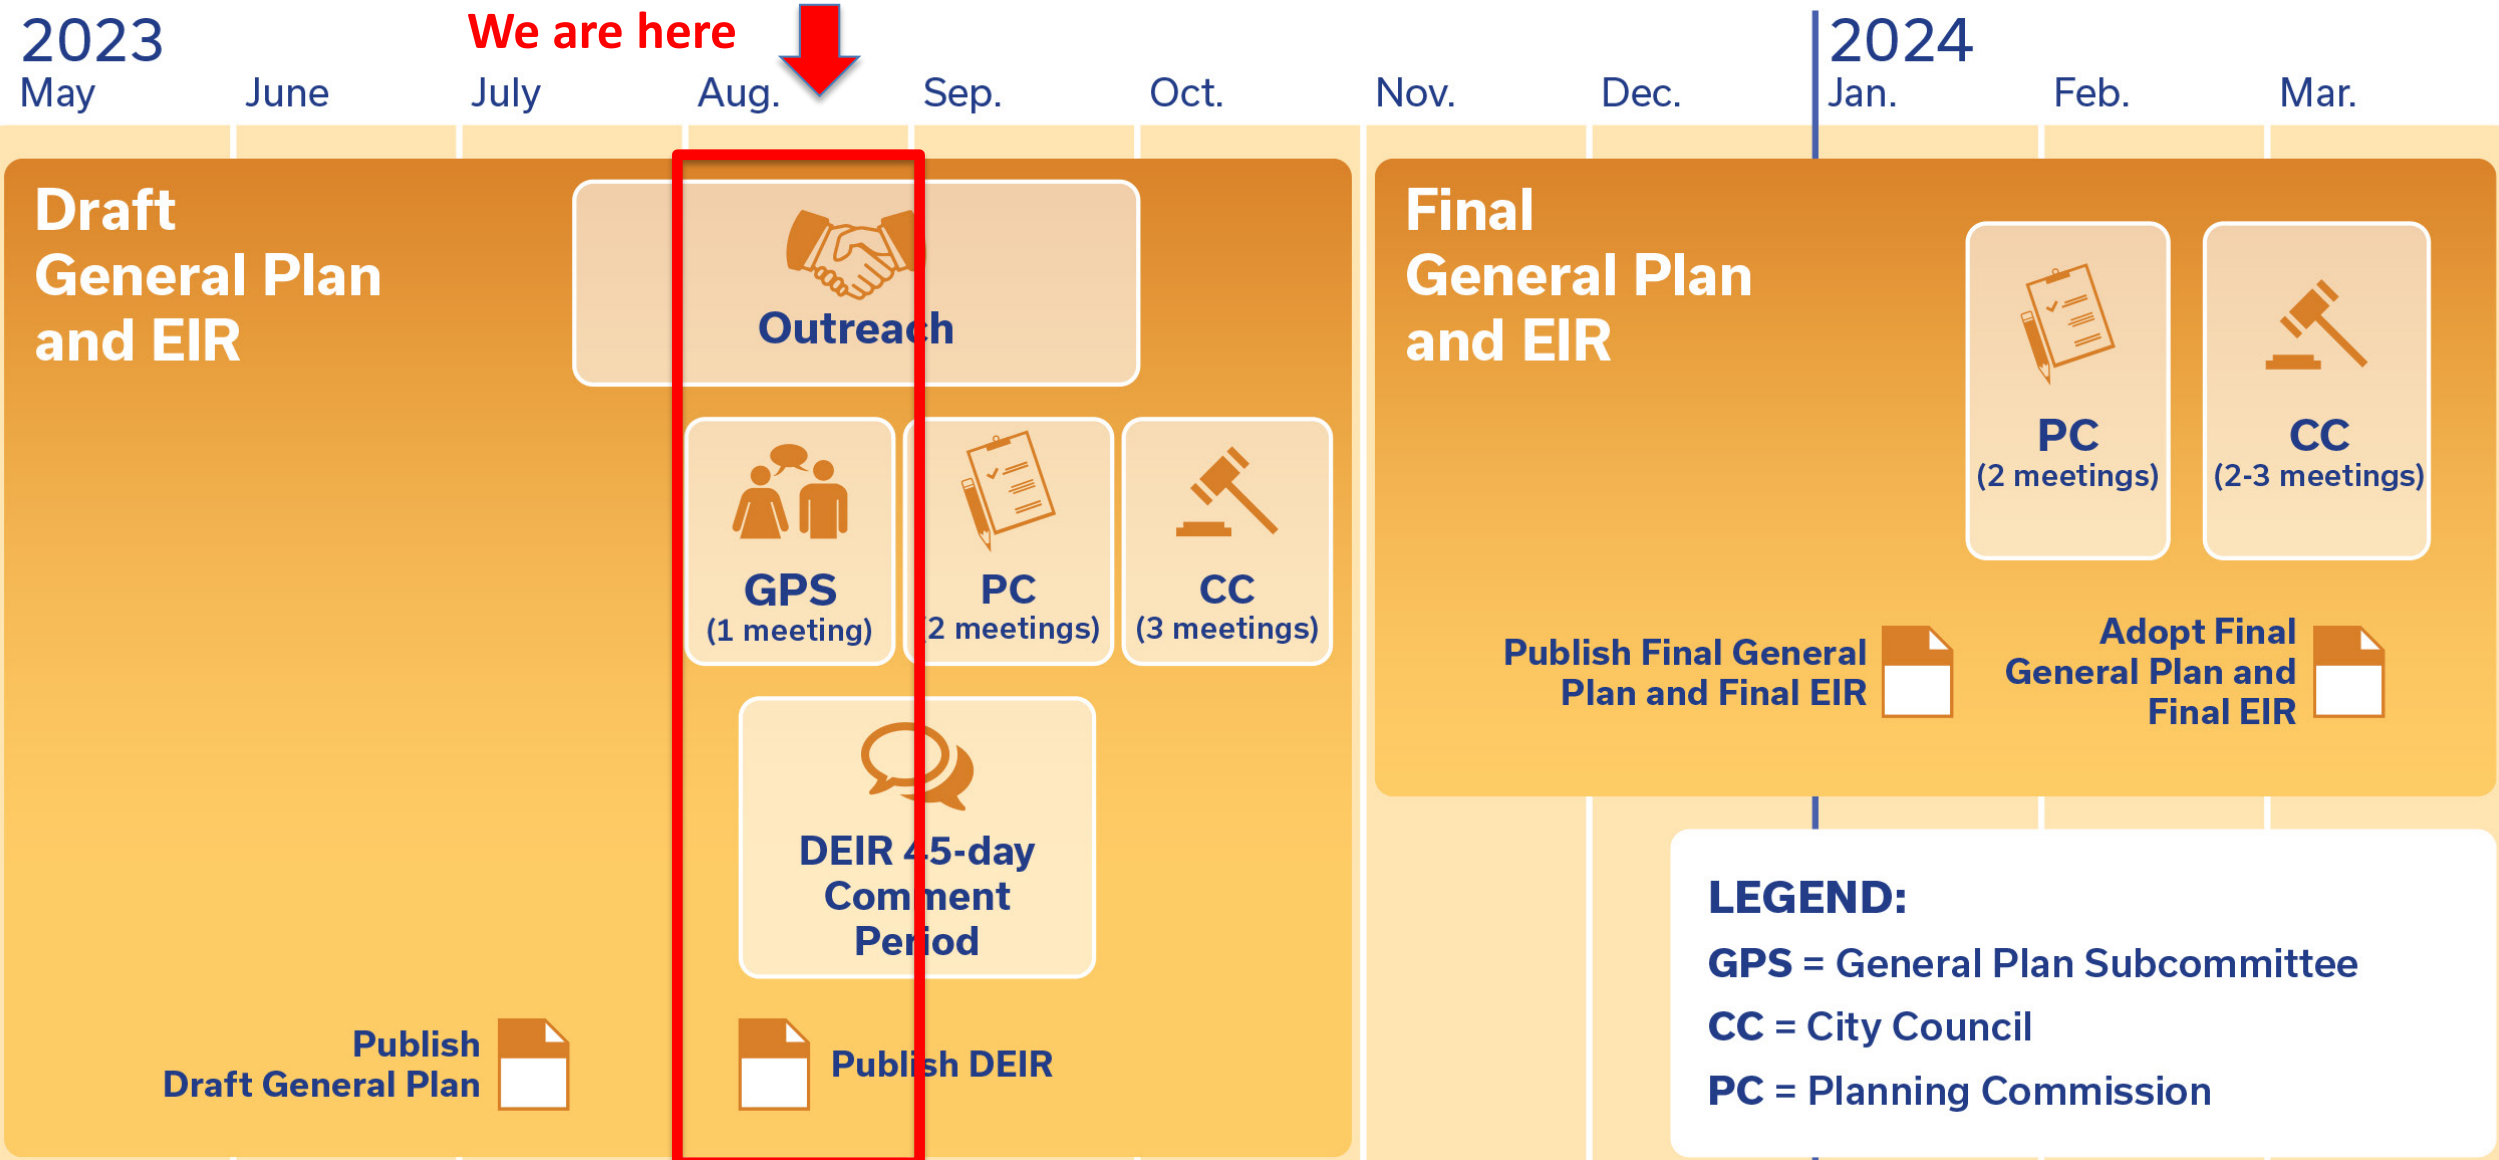 2023
We are here
2024
May
June
July
Aug.
Sep.
Oct.
Nov.
Dec.
Jan.
Feb.
Mar.
Draft
General Plan
and EIR
Outreach
GPS
(1 meeting)
PC
2 meetings)
CC
(3 meetings)
DEIR 45-day
Comment
Period
Publish
Draft General Plan
Publish DEIR
Final
General Plan
and EIR
PC
(2 meetings)
CC
(2-3 meetings)
Publish Final General
Plan and Final EIR
Adopt Final
General Plan and
Final EIR
LEGEND:
GPS = General Plan Subcommittee
CC = City Council
PC = Planning Commission